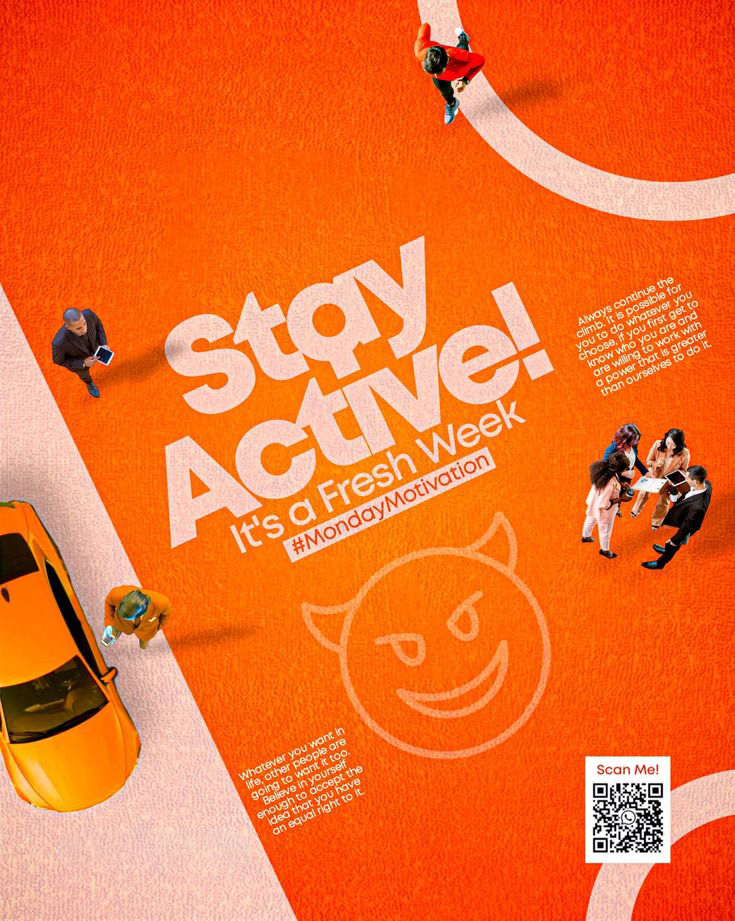 Stay
Active!
It's a Fresh Week
#MondayMotivation
Always continue the
climb. It is possible for
you to do whatever you
choose, if you first get to
know who you are and
are willing to work with
a power that is greater
than ourselves to do it.
Whatever you want in
life, other people are
going to want it too.
Believe in yourself
enough to accept the
idea that you have
an equal right to it.
Scan Me!